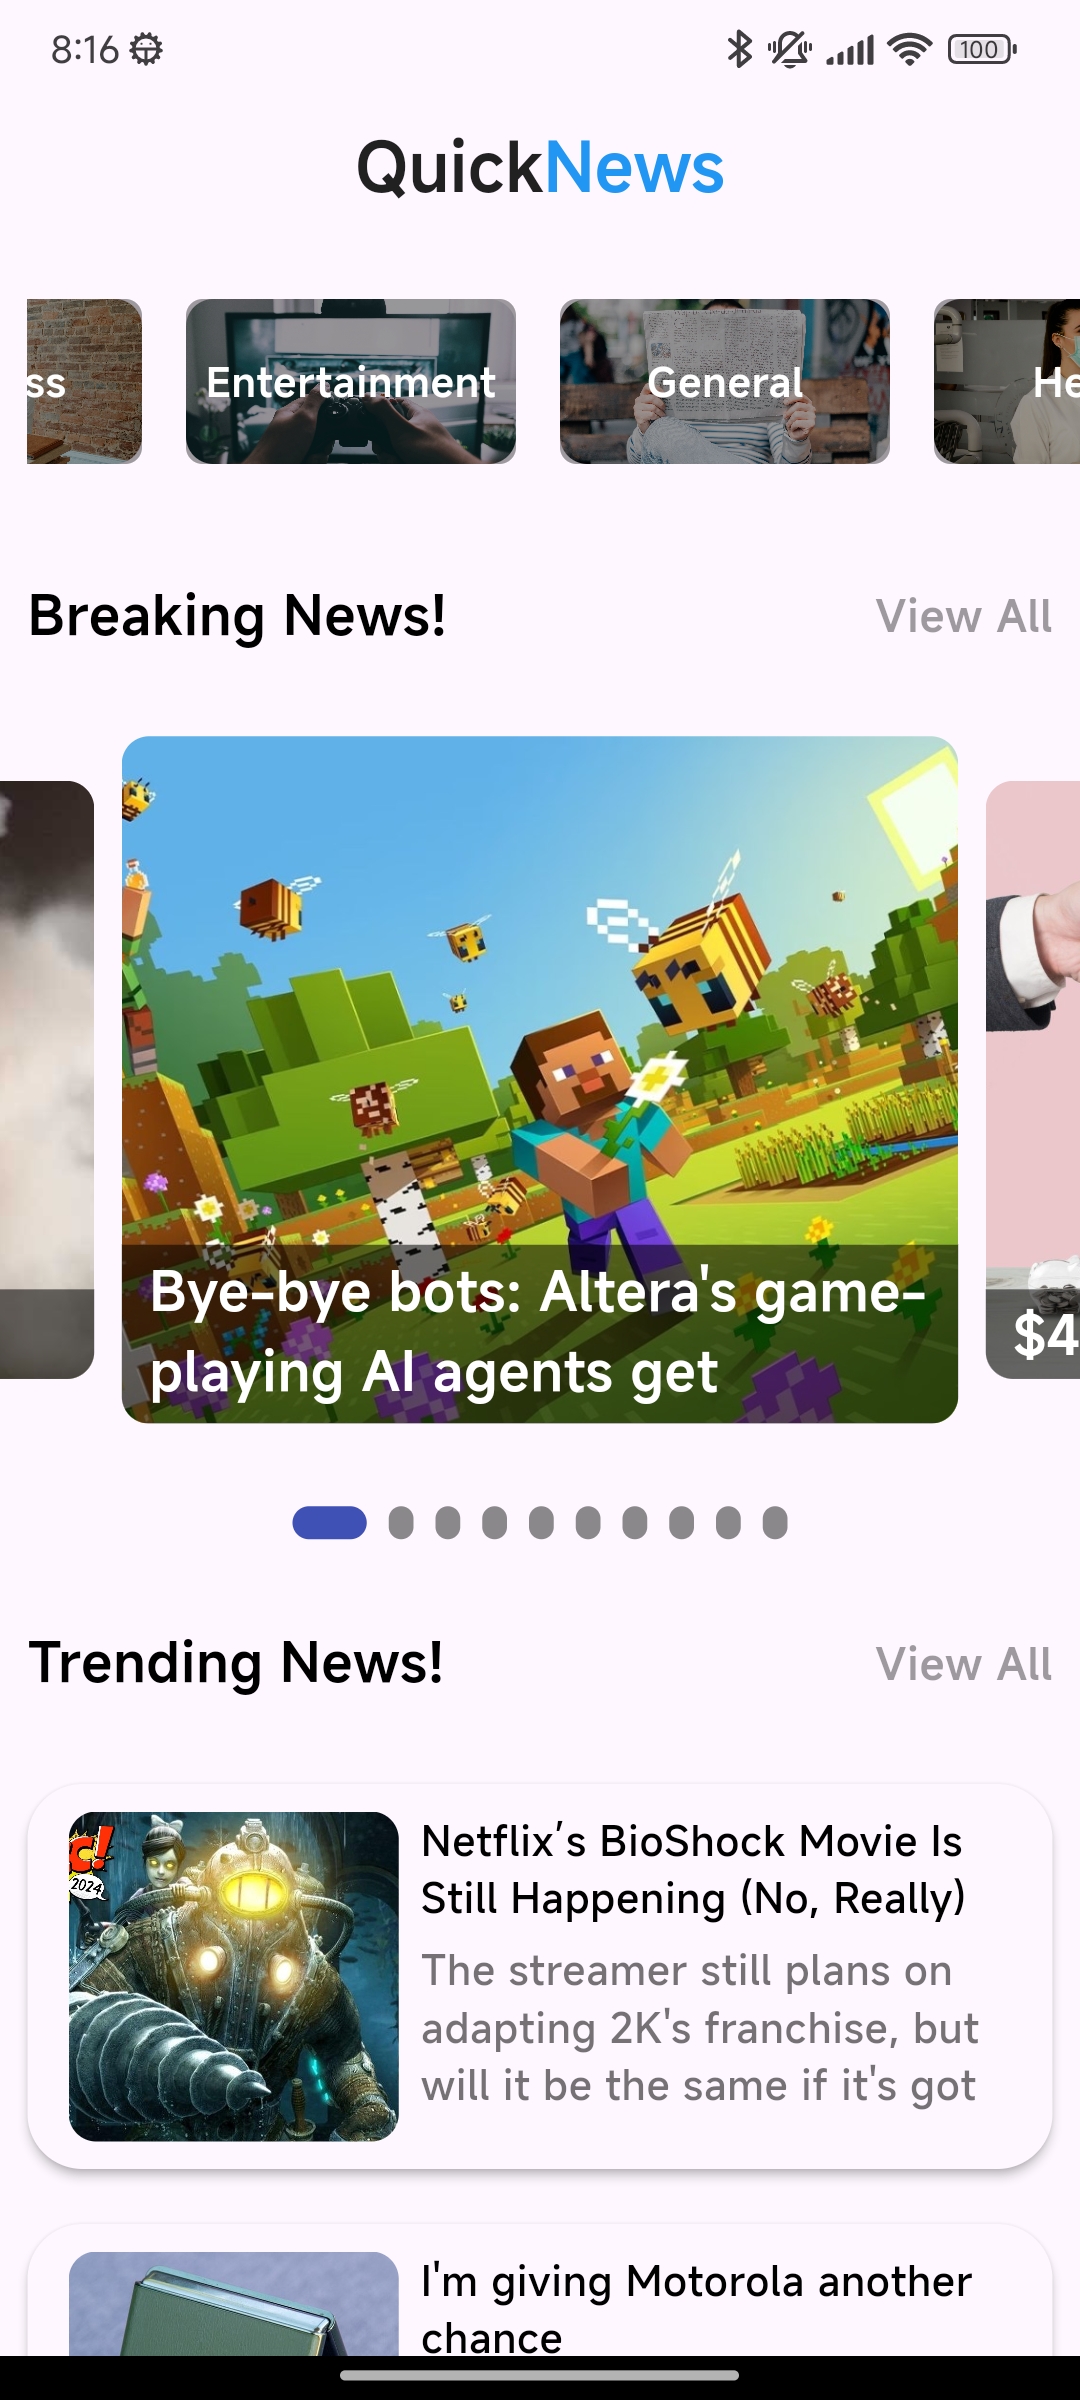 8:16
100
QuickNews
ss
Entertainment
General
He
Breaking News!
View All
Bye-bye bots: Altera's game-
playing AI agents get
$4
Trending News!
View All
C!
2024
Netflix’s BioShock Movie Is
Still Happening (No, Really)
The streamer still plans on
adapting 2K's franchise, but
will it be the same if it's got
I'm giving Motorola another
chance